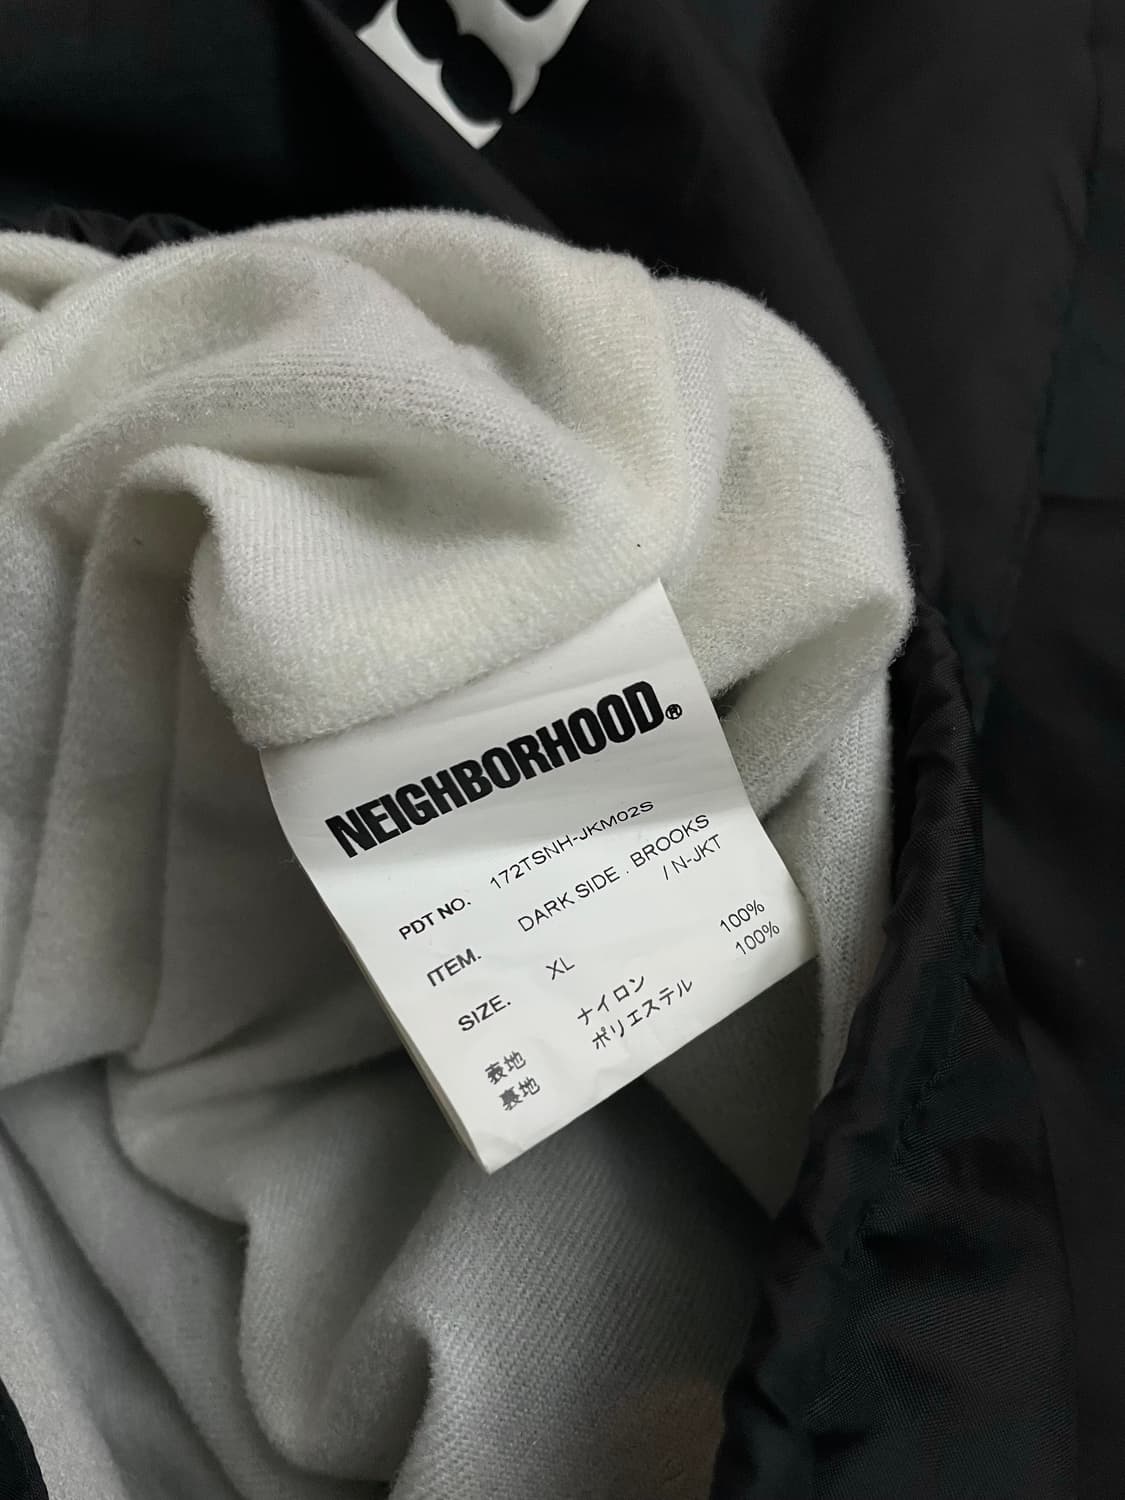 NEIGHBORHOOD®
PDT NO. 172TSNH-JKM02S
ITEM. DARK SIDE . BROOKS
/ N-JKT
SIZE. XL
表地 ナイロン 100%
裏地 ポリエステル 100%